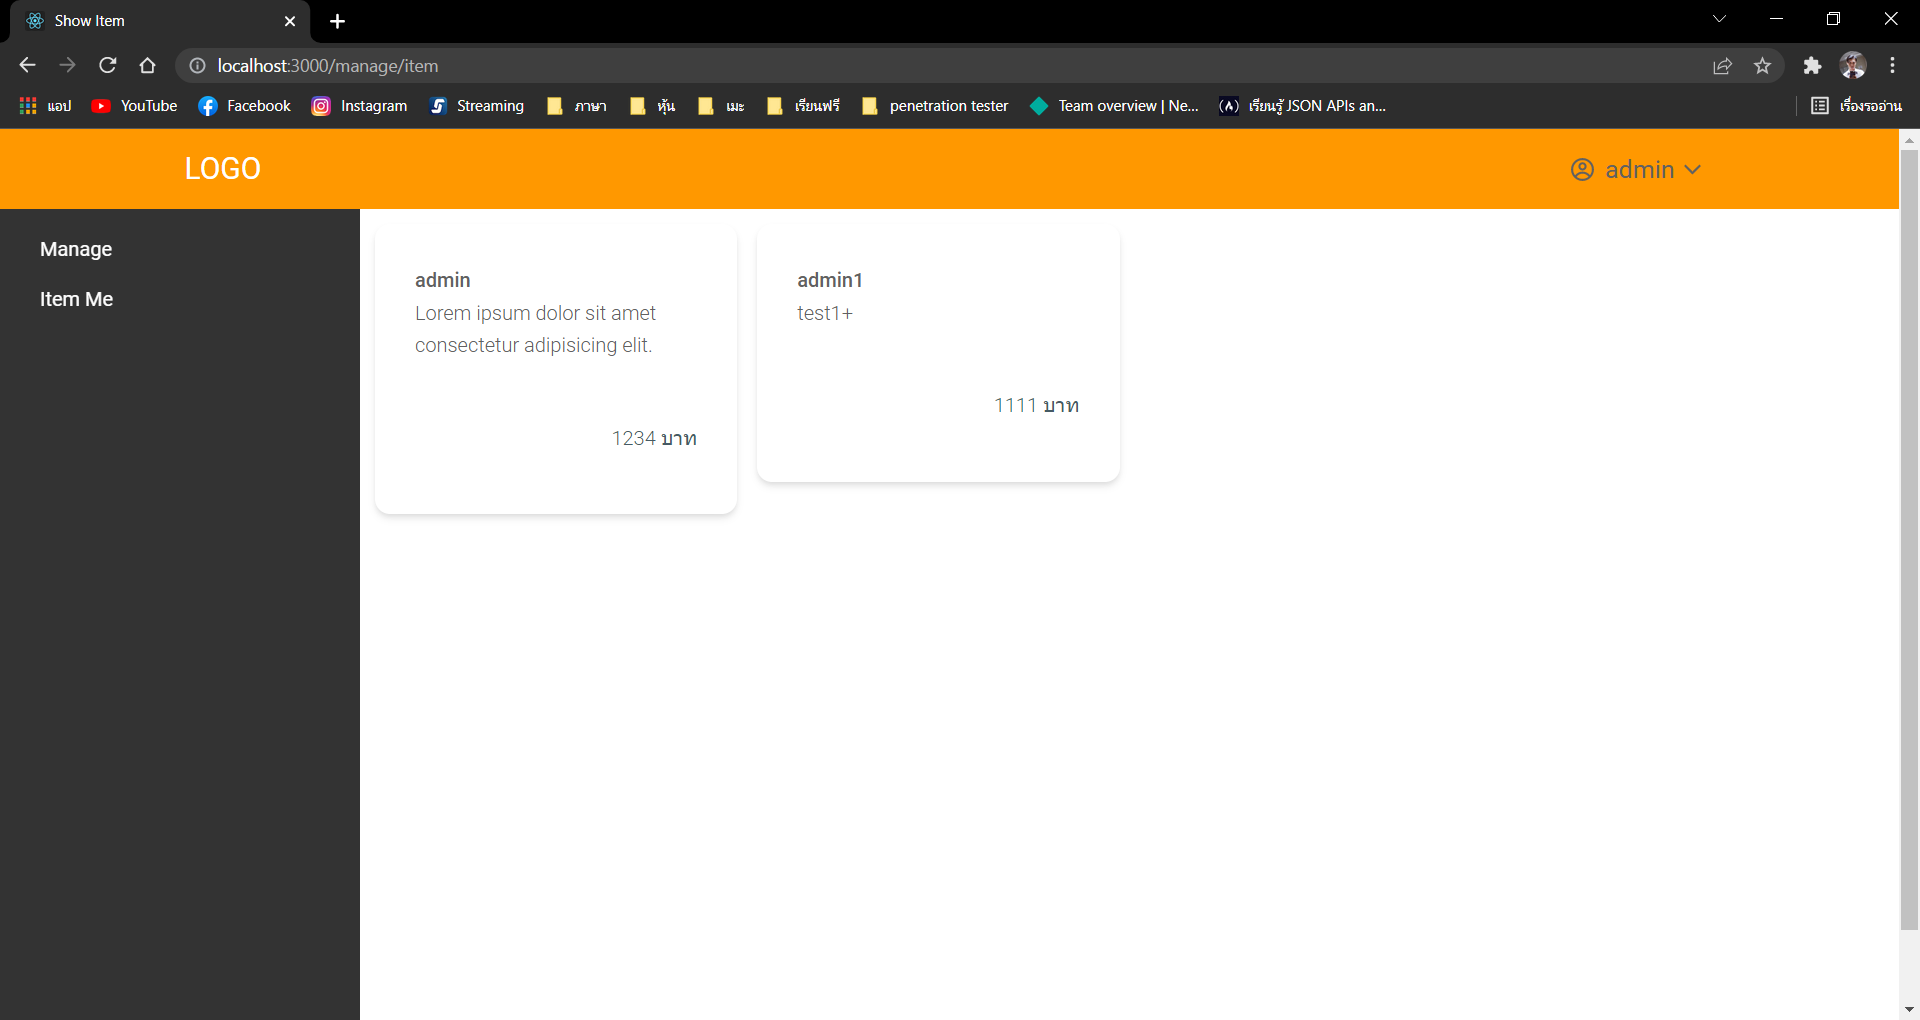 Show Item
localhost:3000/manage/item
แอป YouTube Facebook Instagram Streaming ภาษา หุ้น เมะ เรียนฟรี penetration tester Team overview | Ne... เรียนรู้ JSON APIs an... เรื่องรออ่าน
LOGO admin
Manage
Item Me
admin
Lorem ipsum dolor sit amet
consectetur adipisicing elit.
1234 บาท
admin1
test1+
1111 บาท